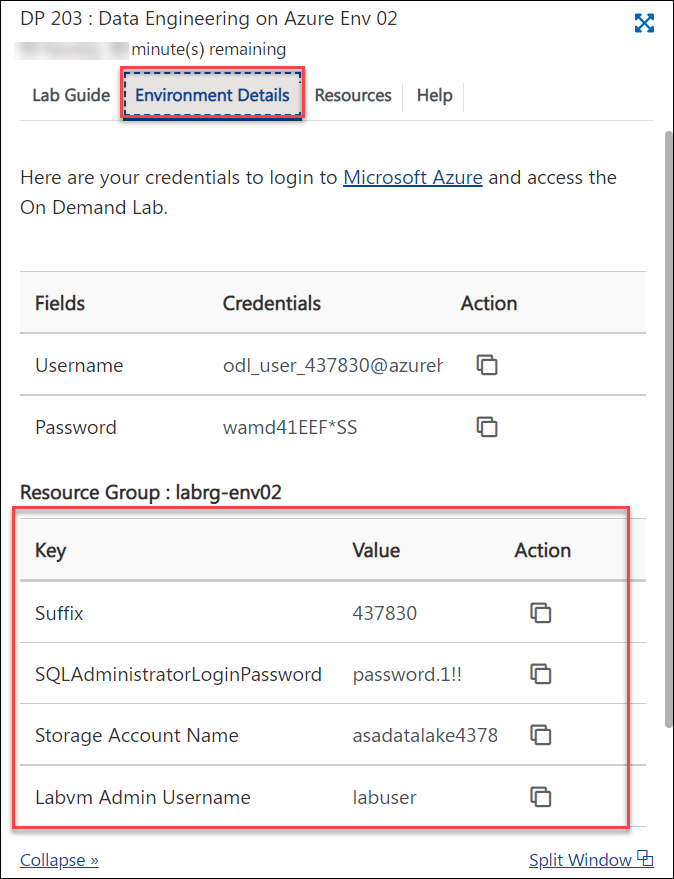 DP 203 : Data Engineering on Azure Env 02
minute(s) remaining
Lab Guide Environment Details Resources Help
Here are your credentials to login to Microsoft Azure and access the
On Demand Lab.
Fields Credentials Action
Username odl_user_437830@azureh
Password wamd41EEF*SS
Resource Group : labrg-env02
Key Value Action
Suffix 437830
SQLAdministratorLoginPassword password.1!!
Storage Account Name asadatalake4378
Labvm Admin Username labuser
Collapse » Split Window